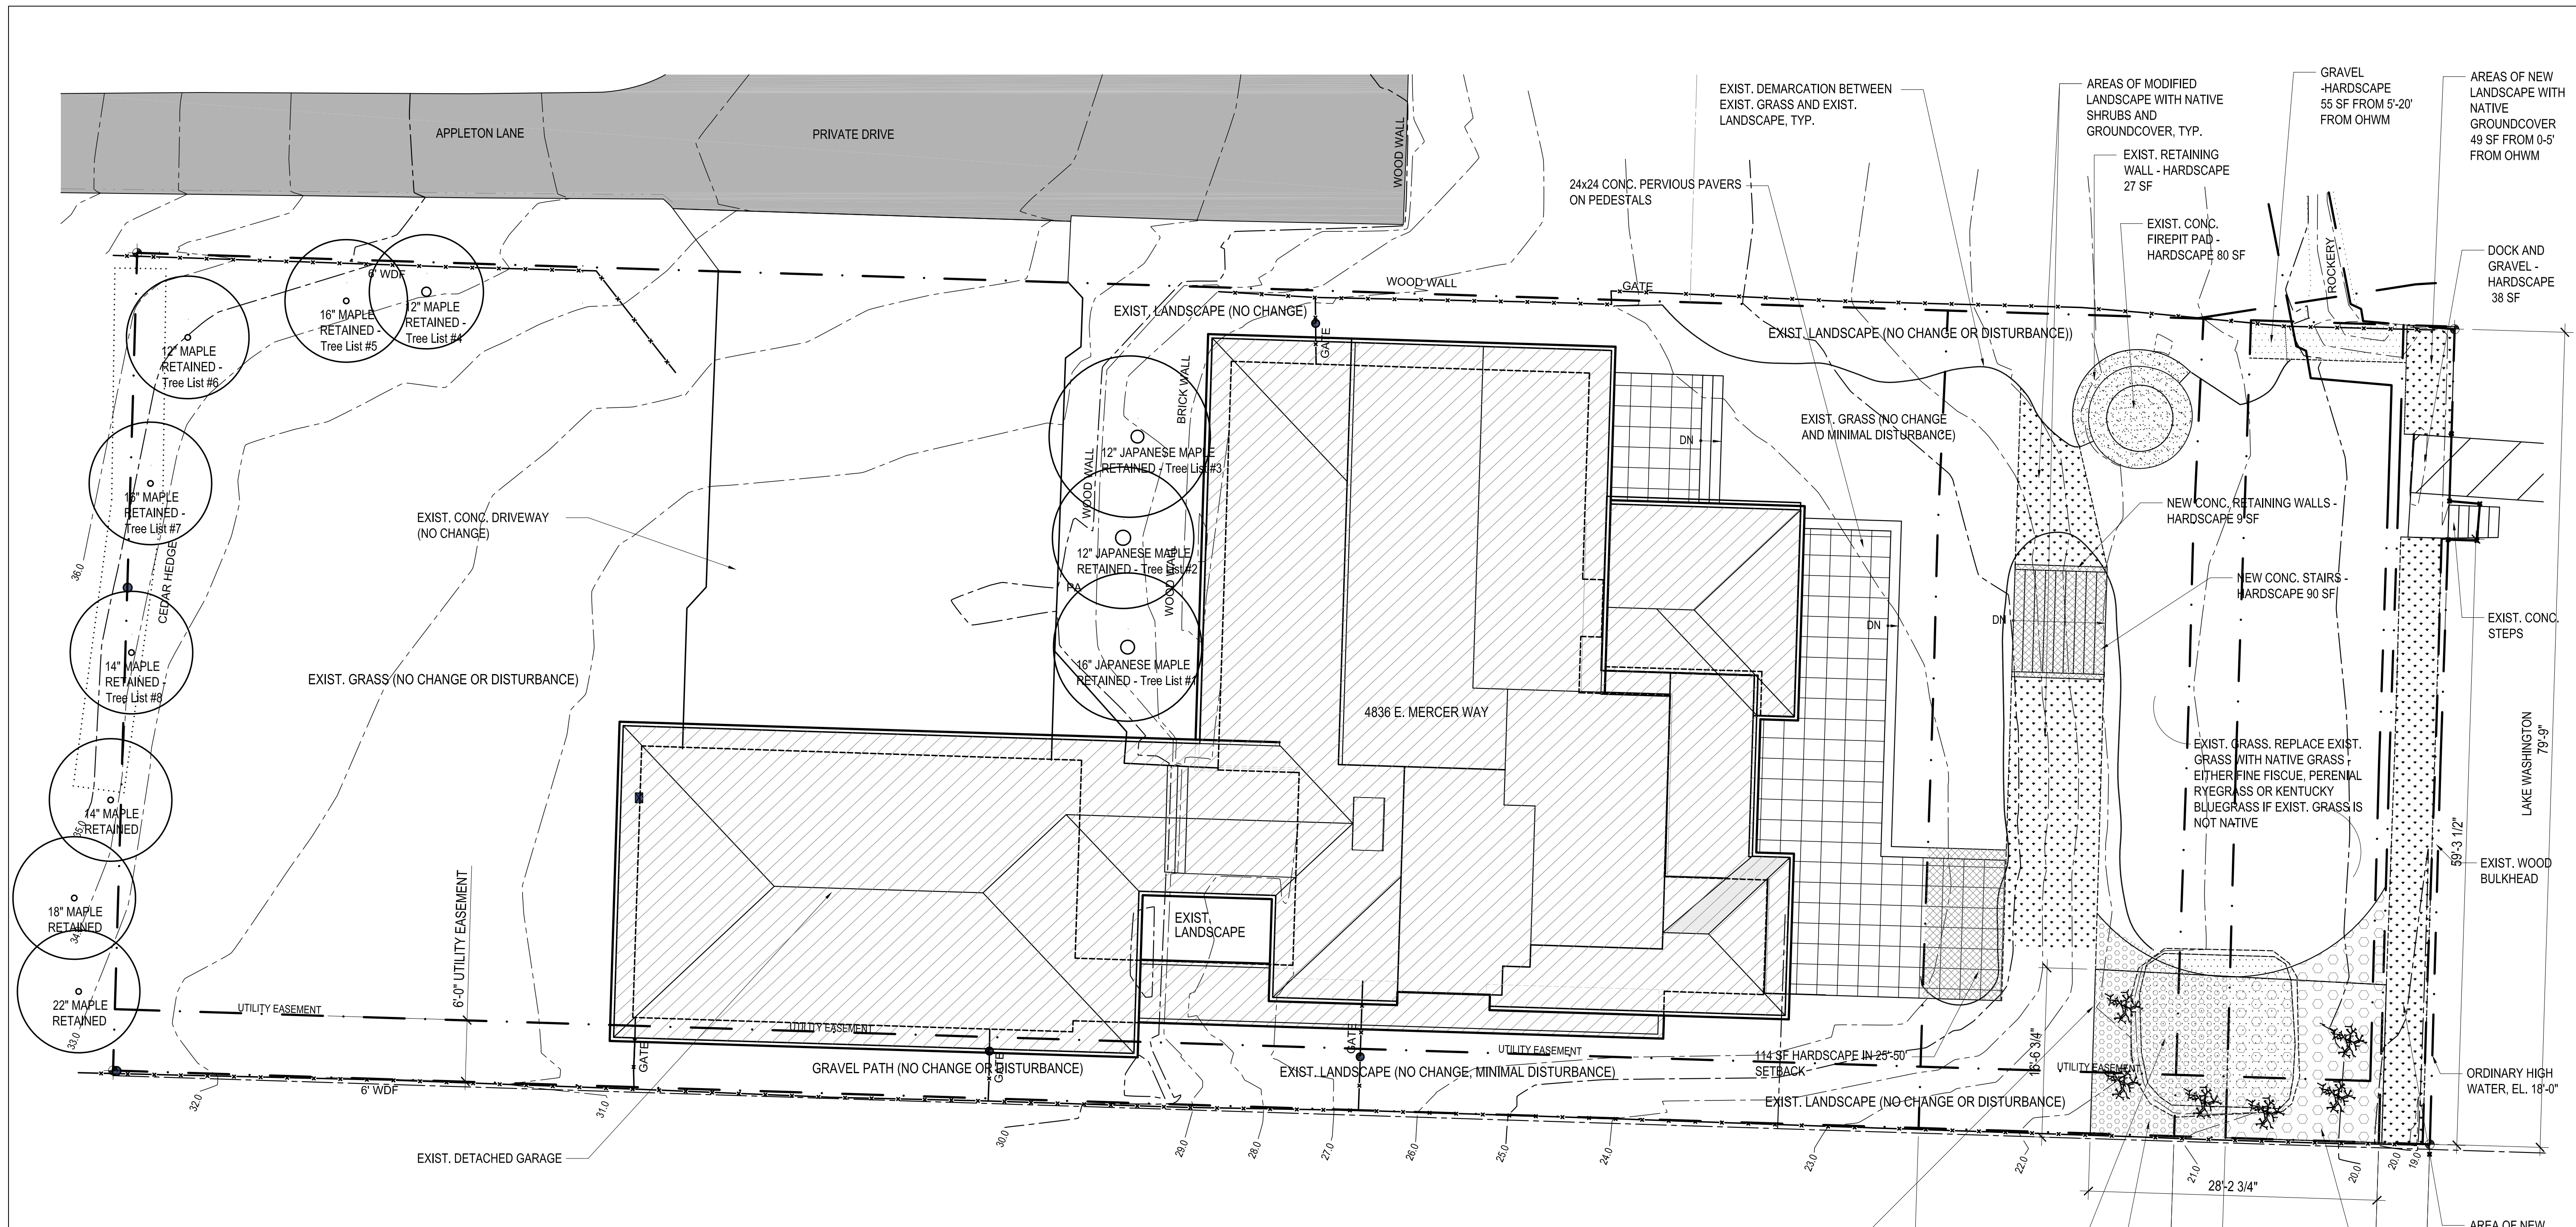 APPLETON LANE
PRIVATE DRIVE
WOOD WALL
EXIST. DEMARCATION BETWEEN
EXIST. GRASS AND EXIST.
LANDSCAPE, TYP.
AREAS OF MODIFIED
LANDSCAPE WITH NATIVE
SHRUBS AND
GROUNDCOVER, TYP.
GRAVEL
-HARDSCAPE
55 SF FROM 5'-20'
FROM OHWM
AREAS OF NEW
LANDSCAPE WITH
NATIVE
GROUNDCOVER
49 SF FROM 0-5'
FROM OHWM
EXIST. RETAINING
WALL - HARDSCAPE
27 SF
24x24 CONC. PERVIOUS PAVERS
ON PEDESTALS
EXIST. CONC.
FIREPIT PAD -
HARDSCAPE 80 SF
ROCKERY
DOCK AND
GRAVEL -
HARDSCAPE
38 SF
6' WDF
16" MAPLE
RETAINED -
Tree List #5
12" MAPLE
RETAINED -
Tree List #4
12" MAPLE
RETAINED -
Tree List #6
WOOD WALL
GATE
EXIST. LANDSCAPE (NO CHANGE)
GATE
EXIST. LANDSCAPE (NO CHANGE OR DISTURBANCE))
BRICK WALL
EXIST. GRASS (NO CHANGE
AND MINIMAL DISTURBANCE)
DN
12" JAPANESE MAPLE
RETAINED - Tree List #3
WOOD WALL
16" MAPLE
RETAINED -
Tree List #7
EXIST. CONC. DRIVEWAY
(NO CHANGE)
NEW CONC. RETAINING WALLS -
HARDSCAPE 9 SF
12" JAPANESE MAPLE
RETAINED - Tree List #2
WOOD WALL
PA
36.0
CEDAR HEDGE
NEW CONC. STAIRS -
HARDSCAPE 90 SF
DN
DN
EXIST. CONC.
STEPS
14" MAPLE
RETAINED -
Tree List #8
EXIST. GRASS (NO CHANGE OR DISTURBANCE)
16" JAPANESE MAPLE
RETAINED - Tree List #1
4836 E. MERCER WAY
LAKE WASHINGTON
79'-9"
EXIST. GRASS. REPLACE EXIST.
GRASS WITH NATIVE GRASS -
EITHER FINE FISCUE, PERENIAL
RYEGRASS OR KENTUCKY
BLUEGRASS IF EXIST. GRASS IS
NOT NATIVE
14" MAPLE
RETAINED
35.0
59'-3 1/2"
EXIST. WOOD
BULKHEAD
18" MAPLE
RETAINED
34.0
6'-0" UTILITY EASEMENT
EXIST.
LANDSCAPE
22" MAPLE
RETAINED
33.0
UTILITY EASEMENT
UTILITY EASEMENT
GATE
GATE
GATE
UTILITY EASEMENT
114 SF HARDSCAPE IN 25'-50'
SETBACK
16'-6 3/4"
UTILITY EASEMENT
ORDINARY HIGH
WATER, EL. 18'-0"
GRAVEL PATH (NO CHANGE OR DISTURBANCE)
EXIST. LANDSCAPE (NO CHANGE, MINIMAL DISTURBANCE)
EXIST. LANDSCAPE (NO CHANGE OR DISTURBANCE)
6' WDF
32.0
31.0
30.0
29.0
28.0
27.0
26.0
25.0
24.0
23.0
22.0
21.0
20.0
20.0
19.0
EXIST. DETACHED GARAGE
28'-2 3/4"
AREA OF NEW